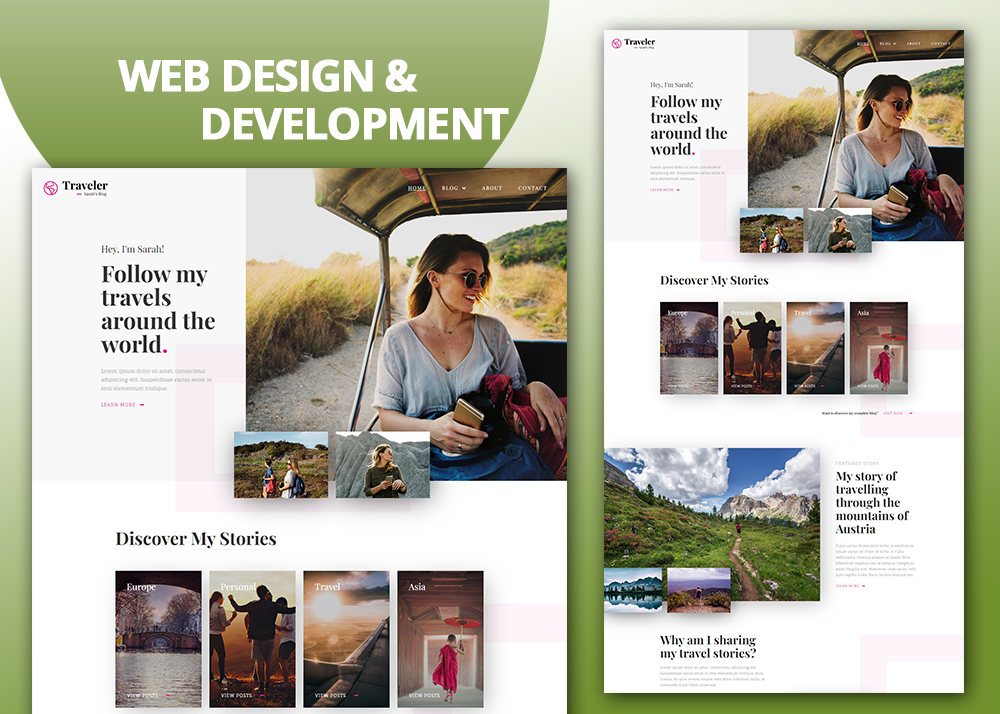 WEB DESIGN &
DEVELOPMENT
Traveler
Sarah's Blog
HOME
BLOG
ABOUT
CONTACT
Hey, I'm Sarah!
Follow my
travels
around the
world.
Lorem ipsum dolor sit amet, consectetur
adipiscing elit. Suspendisse varius enim in
eros elementum tristique.
LEARN MORE
Discover My Stories
Europe
Personal
Travel
Asia
VIEW POSTS
VIEW POSTS
VIEW POSTS
VIEW POSTS
Traveler
Sarah's Blog
HOME
BLOG
ABOUT
CONTACT
Hey, I'm Sarah!
Follow my
travels
around the
world.
Lorem ipsum dolor sit amet, consectetur
adipiscing elit. Suspendisse varius enim in
eros elementum tristique.
LEARN MORE
Discover My Stories
Europe
Personal
Travel
Asia
VIEW POSTS
VIEW POSTS
VIEW POSTS
VIEW POSTS
Want to discover my complete blog?
VISIT BLOG
FEATURED STORY
My story of
travelling
through the
mountains of
Austria
LEARN MORE
Why am I sharing
my travel stories?